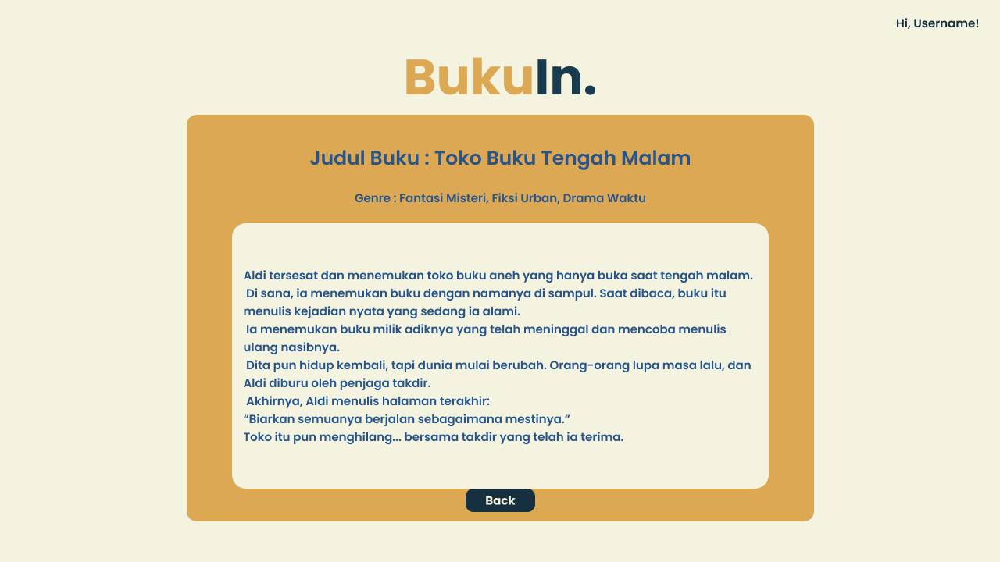 Hi, Username!
BukuIn.
Judul Buku : Toko Buku Tengah Malam
Genre : Fantasi Misteri, Fiksi Urban, Drama Waktu
Aldi tersesat dan menemukan toko buku aneh yang hanya buka saat tengah malam.
Di sana, ia menemukan buku dengan namanya di sampul. Saat dibaca, buku itu
menulis kejadian nyata yang sedang ia alami.
Ia menemukan buku milik adiknya yang telah meninggal dan mencoba menulis
ulang nasibnya.
Dita pun hidup kembali, tapi dunia mulai berubah. Orang-orang lupa masa lalu, dan
Aldi diburu oleh penjaga takdir.
Akhirnya, Aldi menulis halaman terakhir:
“Biarkan semuanya berjalan sebagaimana mestinya.”
Toko itu pun menghilang... bersama takdir yang telah ia terima.
Back